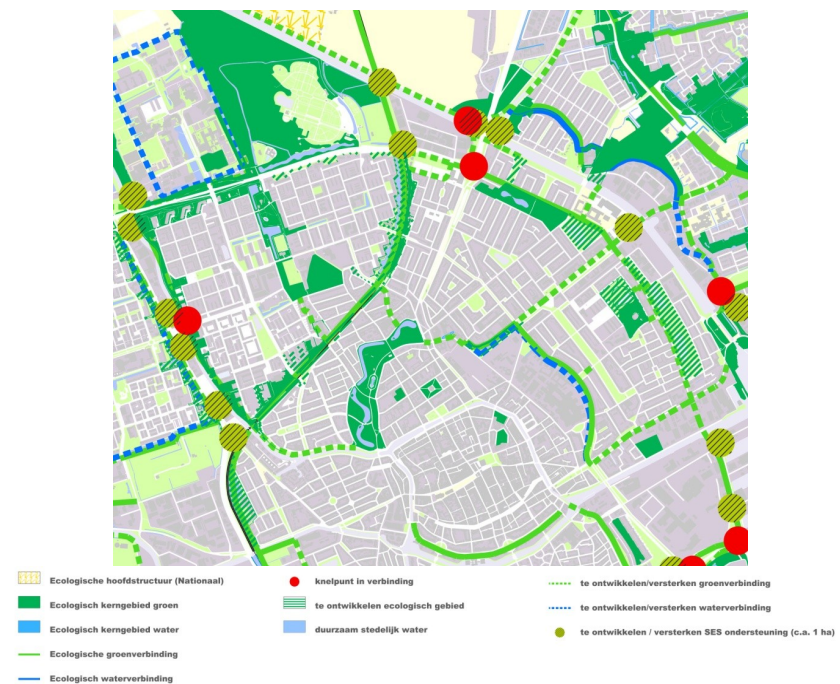 Ecologische hoofdstructuur (Nationaal)
Ecologisch kerngebied groen
Ecologisch kerngebied water
Ecologische groenverbinding
Ecologisch waterverbinding
knelpunt in verbinding
te ontwikkelen ecologisch gebied
duurzaam stedelijk water
te ontwikkelen/versterken groenverbinding
te ontwikkelen/versterken waterverbinding
te ontwikkelen / versterken SES ondersteuning (c.a. 1 ha)